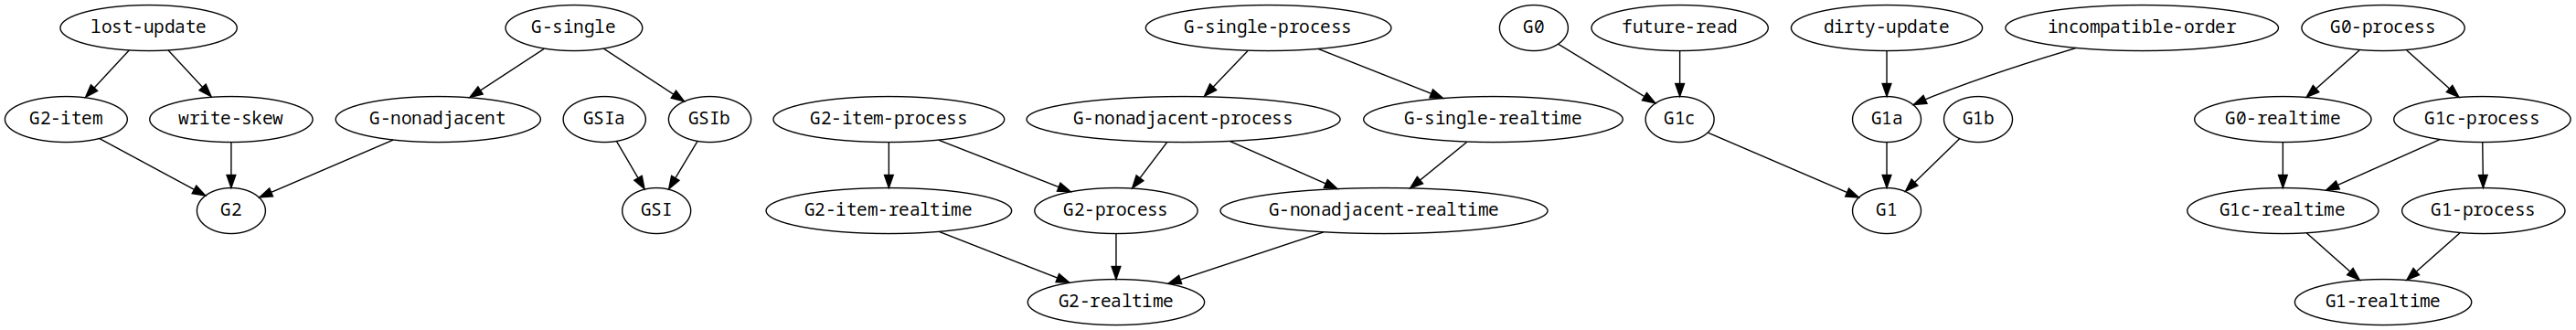 lost-update
G-single
G-single-process
G0
future-read
dirty-update
incompatible-order
G0-process
G2-item
write-skew
G-nonadjacent
GSIa
GSIb
G2-item-process
G-nonadjacent-process
G-single-realtime
G1c
G1a
G1b
G0-realtime
G1c-process
G2
GSI
G2-item-realtime
G2-process
G-nonadjacent-realtime
G1
G1c-realtime
G1-process
G2-realtime
G1-realtime